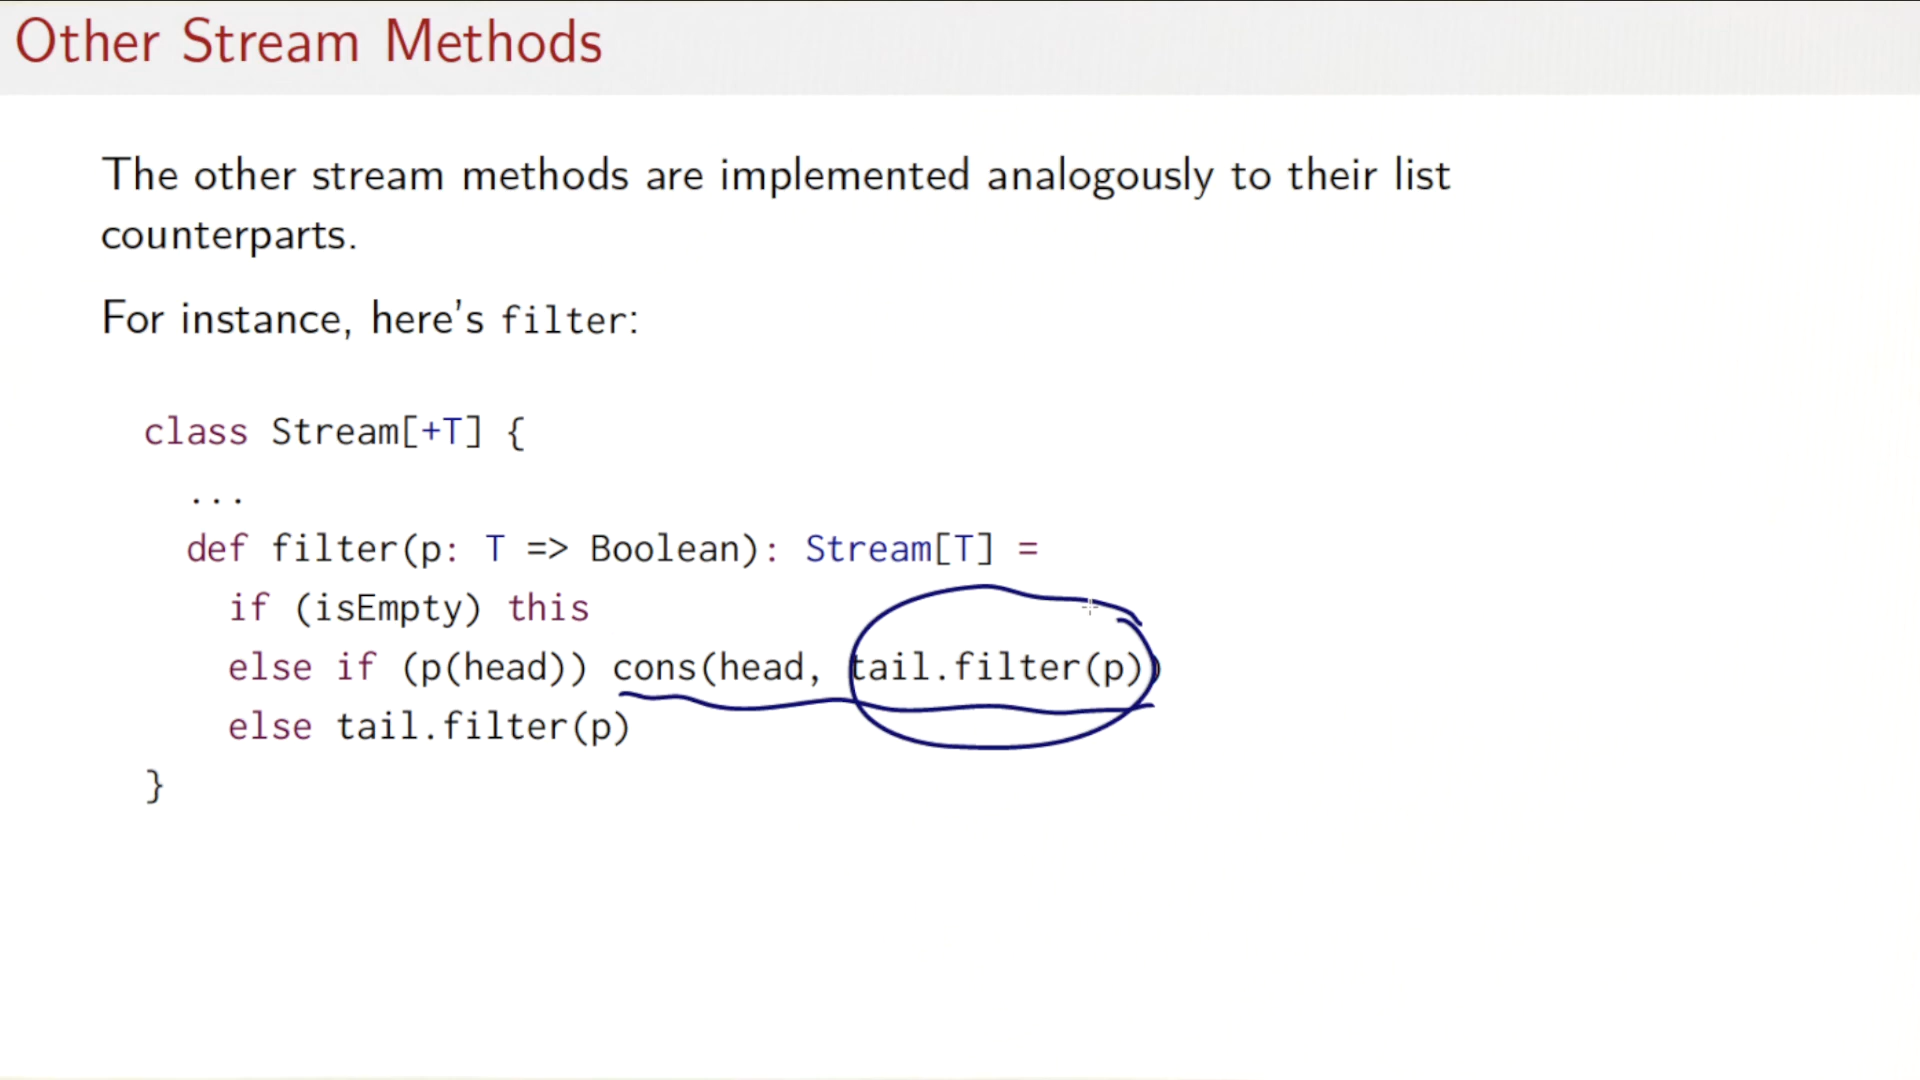 Other Stream Methods
The other stream methods are implemented analogously to their list
counterparts.
For instance, here's filter:
class Stream[+T] {
...
def filter(p: T => Boolean): Stream[T] =
if (isEmpty) this
else if (p(head)) cons(head, tail.filter(p))
else tail.filter(p)
}